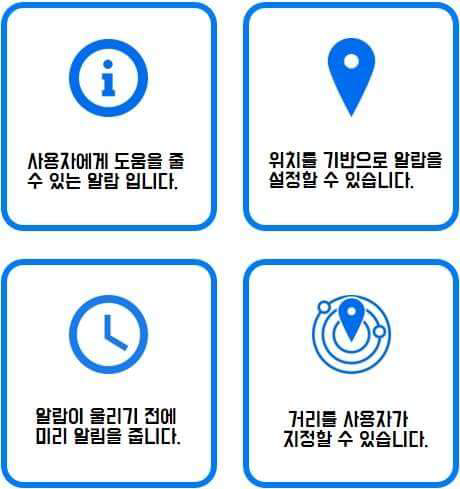 사용자에게 도움을 줄
수 있는 알람 입니다.
위치를 기반으로 알람을
설정할 수 있습니다.
알람이 울리기 전에
미리 알림을 줍니다.
거리를 사용자가
지정할 수 있습니다.